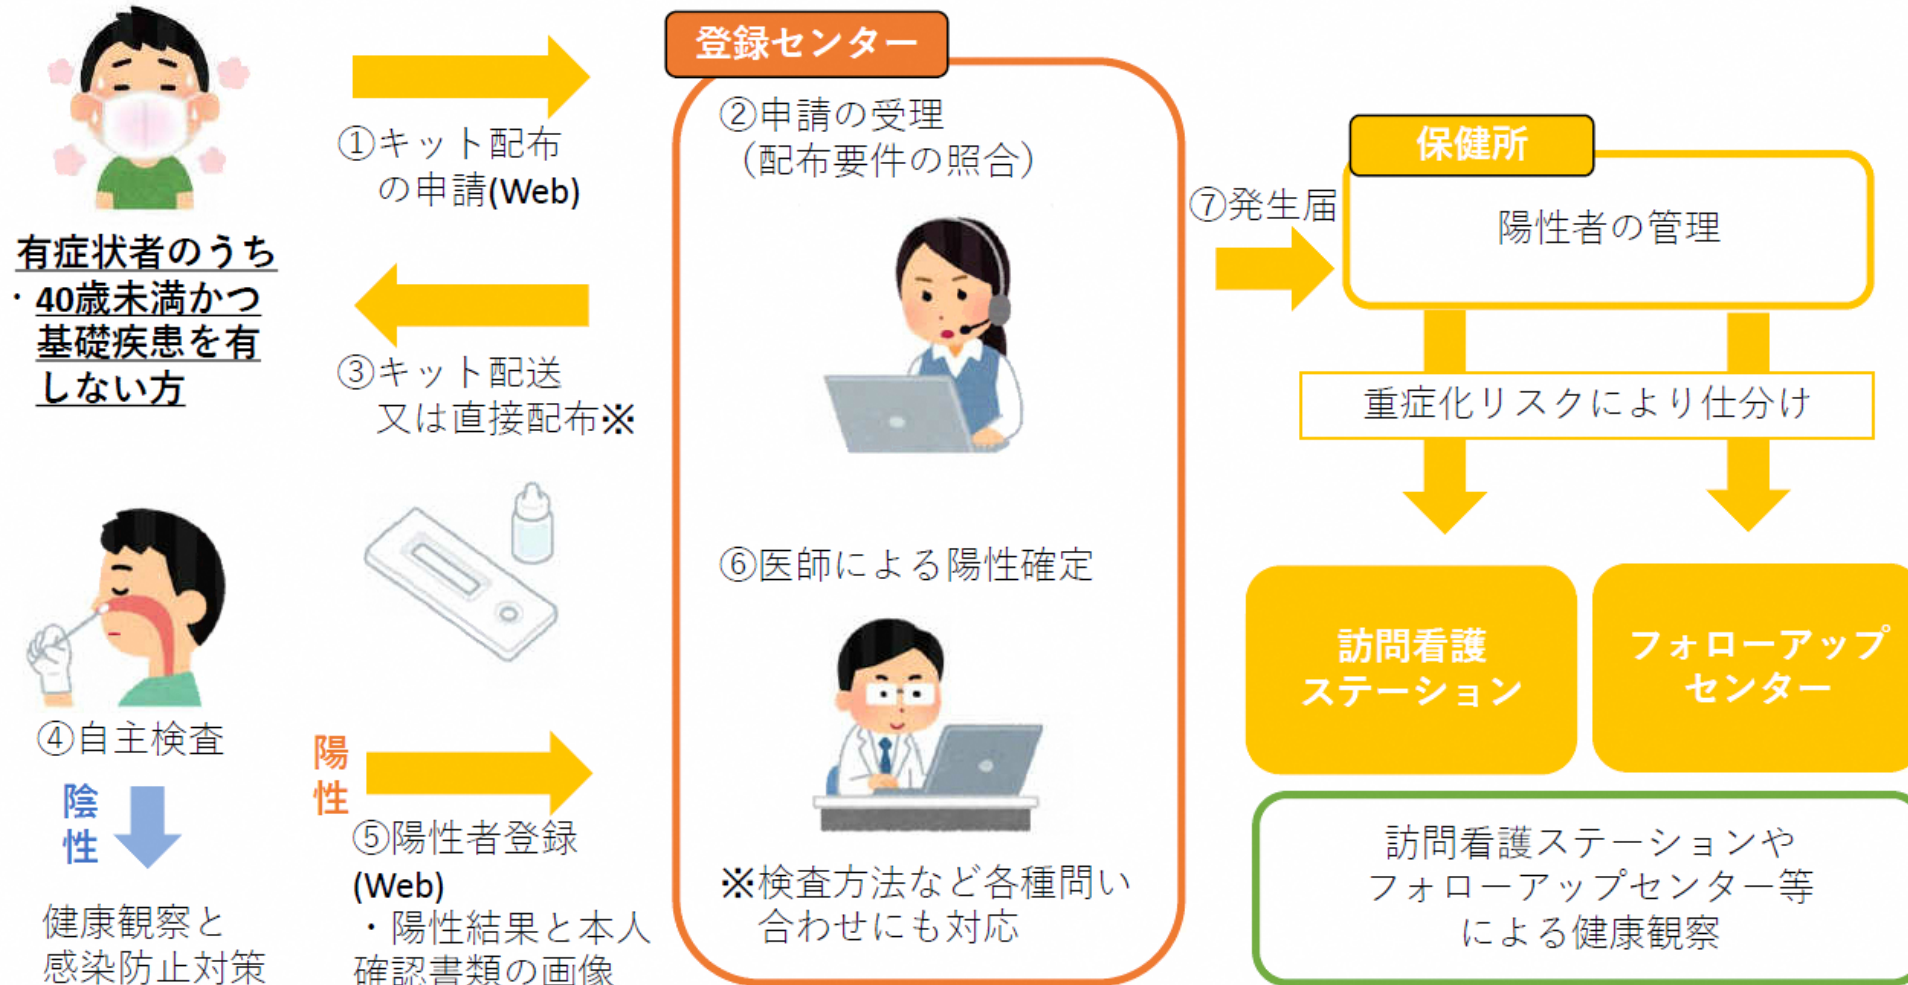 ①キット配布
の申請(Web)
有症状者のうち
・40歳未満かつ
基礎疾患を有
しない方
③キット配送
又は直接配布※
④自主検査
陰
性
健康観察と
感染防止対策
陽
性
⑤陽性者登録
(Web)
・陽性結果と本人
確認書類の画像
登録センター
②申請の受理
（配布要件の照合）
⑥医師による陽性確定
※検査方法など各種問い
合わせにも対応
⑦発生届
保健所
陽性者の管理
重症化リスクにより仕分け
訪問看護
ステーション
フォローアップ
センター
訪問看護ステーションや
フォローアップセンター等
による健康観察